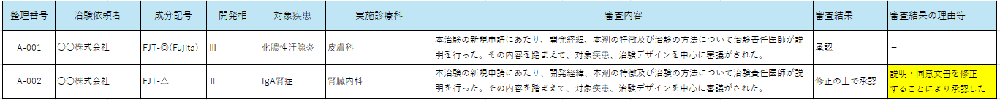 整理番号 治験依頼者 成分記号 開発相 対象疾患 実施診療科 審査内容 審査結果 審査結果の理由等
A-001 〇〇株式会社 FJT-◎(Fujita) Ⅲ 化膿性汗腺炎 皮膚科 本治験の新規申請にあたり、開発経緯、本剤の特徴及び治験の方法について治験責任医師が説
明を行った。その内容を踏まえて、対象疾患、治験デザインを中心に審議がされた。 承認 －
A-002 〇〇株式会社 FJT-△ Ⅱ IgA腎症 腎臓内科 本治験の新規申請にあたり、開発経緯、本剤の特徴及び治験の方法について治験責任医師が説
明を行った。その内容を踏まえて、対象疾患、治験デザインを中心に審議がされた。 修正の上で承認 説明・同意文書を修正
することにより承認した